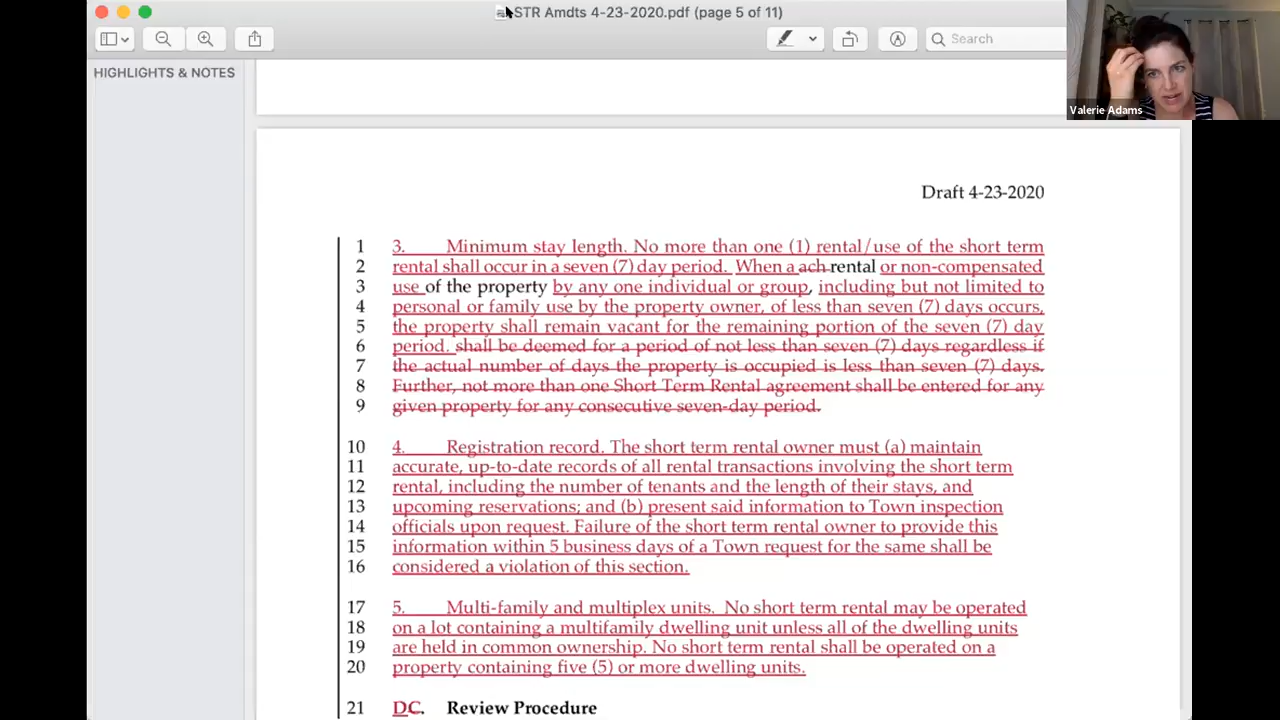 STR Amdts 4-23-2020.pdf (page 5 of 11)
Search
HIGHLIGHTS & NOTES
Valerie Adams
Draft 4-23-2020
1 3. Minimum stay length. No more than one (1) rental/use of the short term
2 rental shall occur in a seven (7) day period. When a ach rental or non-compensated
3 use of the property by any one individual or group, including but not limited to
4 personal or family use by the property owner, of less than seven (7) days occurs,
5 the property shall remain vacant for the remaining portion of the seven (7) day
6 period. shall be deemed for a period of not less than seven (7) days regardless if
7 the actual number of days the property is occupied is less than seven (7) days.
8 Further, not more than one Short Term Rental agreement shall be entered for any
9 given property for any consecutive seven-day period.
10 4. Registration record. The short term rental owner must (a) maintain
11 accurate, up-to-date records of all rental transactions involving the short term
12 rental, including the number of tenants and the length of their stays, and
13 upcoming reservations; and (b) present said information to Town inspection
14 officials upon request. Failure of the short term rental owner to provide this
15 information within 5 business days of a Town request for the same shall be
16 considered a violation of this section.
17 5. Multi-family and multiplex units. No short term rental may be operated
18 on a lot containing a multifamily dwelling unit unless all of the dwelling units
19 are held in common ownership. No short term rental shall be operated on a
20 property containing five (5) or more dwelling units.
21 DC. Review Procedure